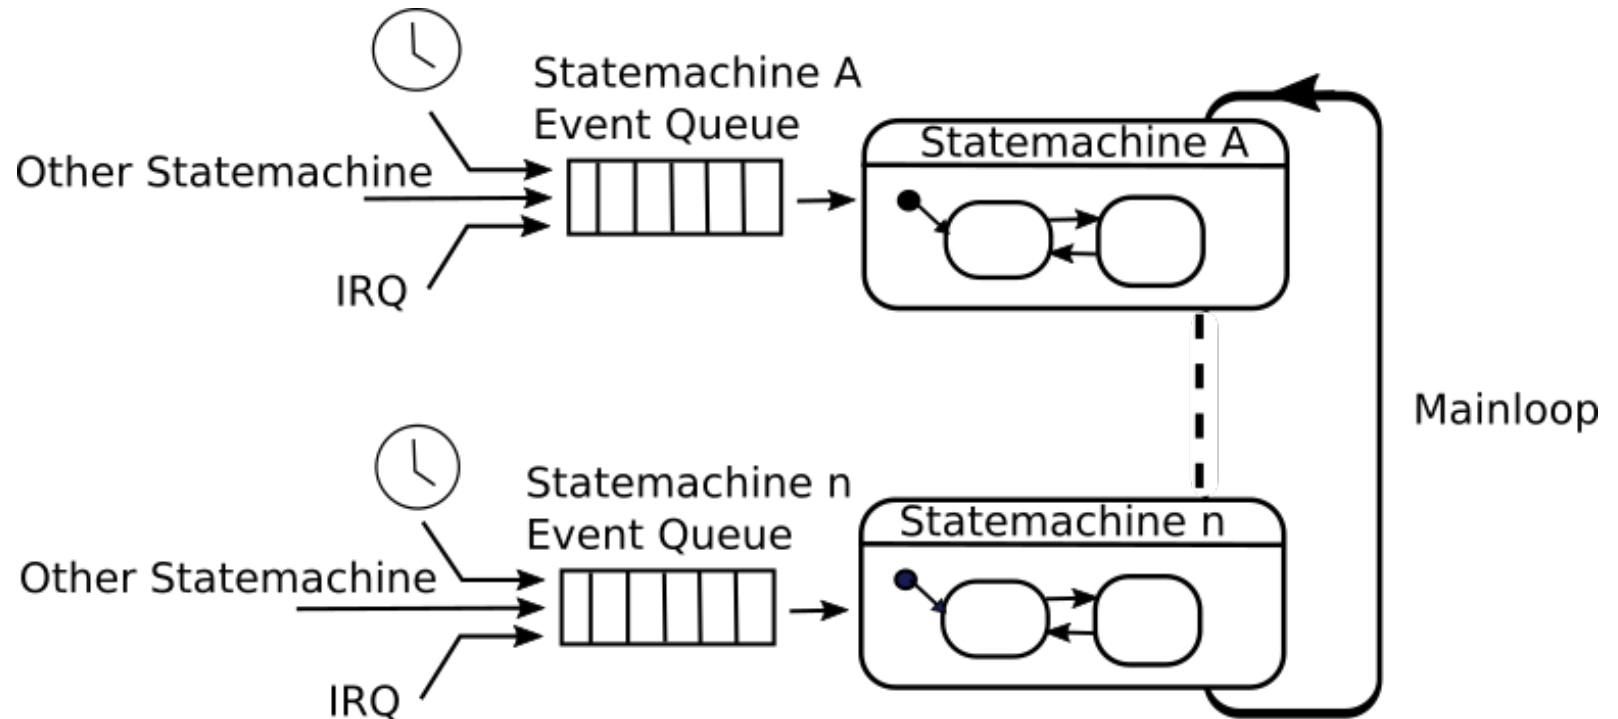 Statemachine A
Event Queue
Statemachine A
Other Statemachine
IRQ
Mainloop
Statemachine n
Event Queue
Statemachine n
Other Statemachine
IRQ